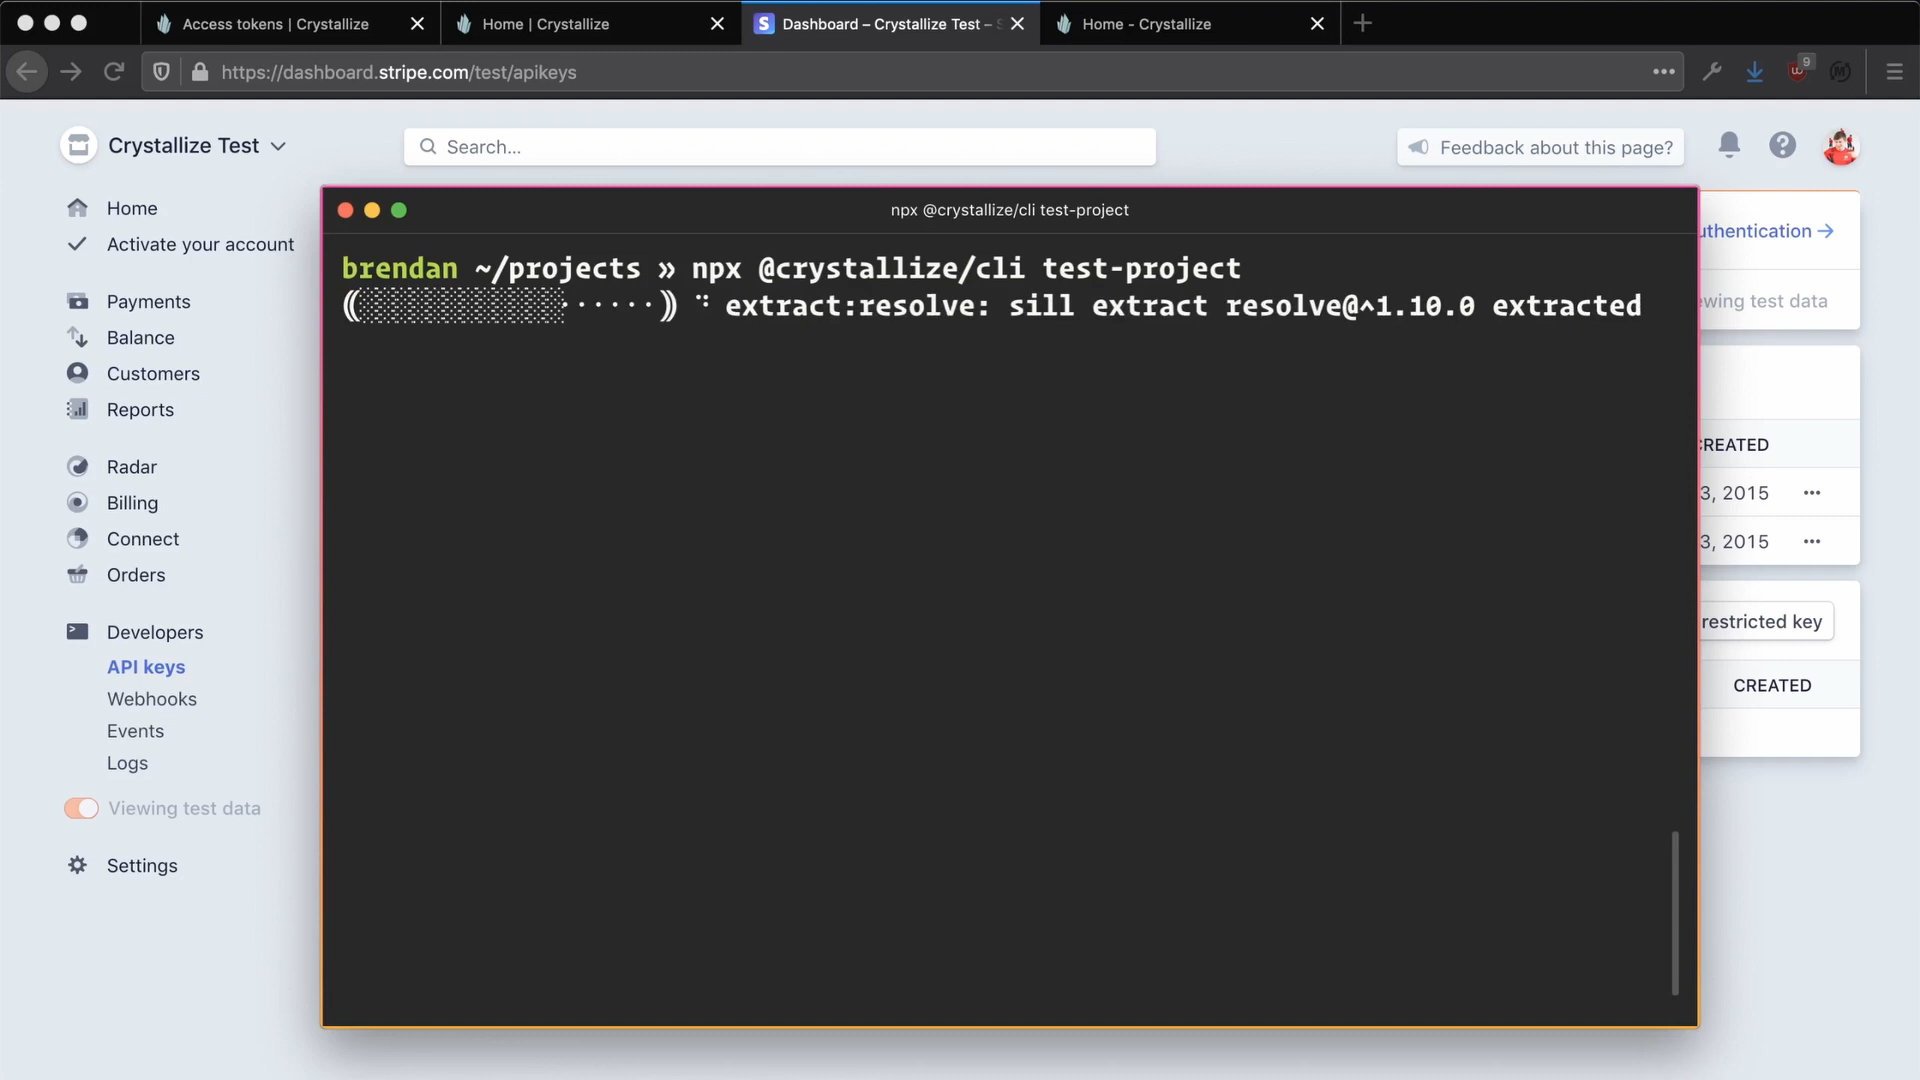 Access tokens | Crystallize
Home | Crystallize
Dashboard – Crystallize Test –
Home - Crystallize
https://dashboard.stripe.com/test/apikeys
9
Crystallize Test
Search...
Feedback about this page?
Home
Activate your account
Payments
Balance
Customers
Reports
Radar
Billing
Connect
Orders
Developers
API keys
Webhooks
Events
Logs
Viewing test data
Settings
npx @crystallize/cli test-project
brendan ~/projects » npx @crystallize/cli test-project
((░░░░░░░░░░░░░······)) ⠙ extract:resolve: sill extract resolve@^1.10.0 extracted
uthentication →
wing test data
CREATED
3, 2015
3, 2015
restricted key
CREATED